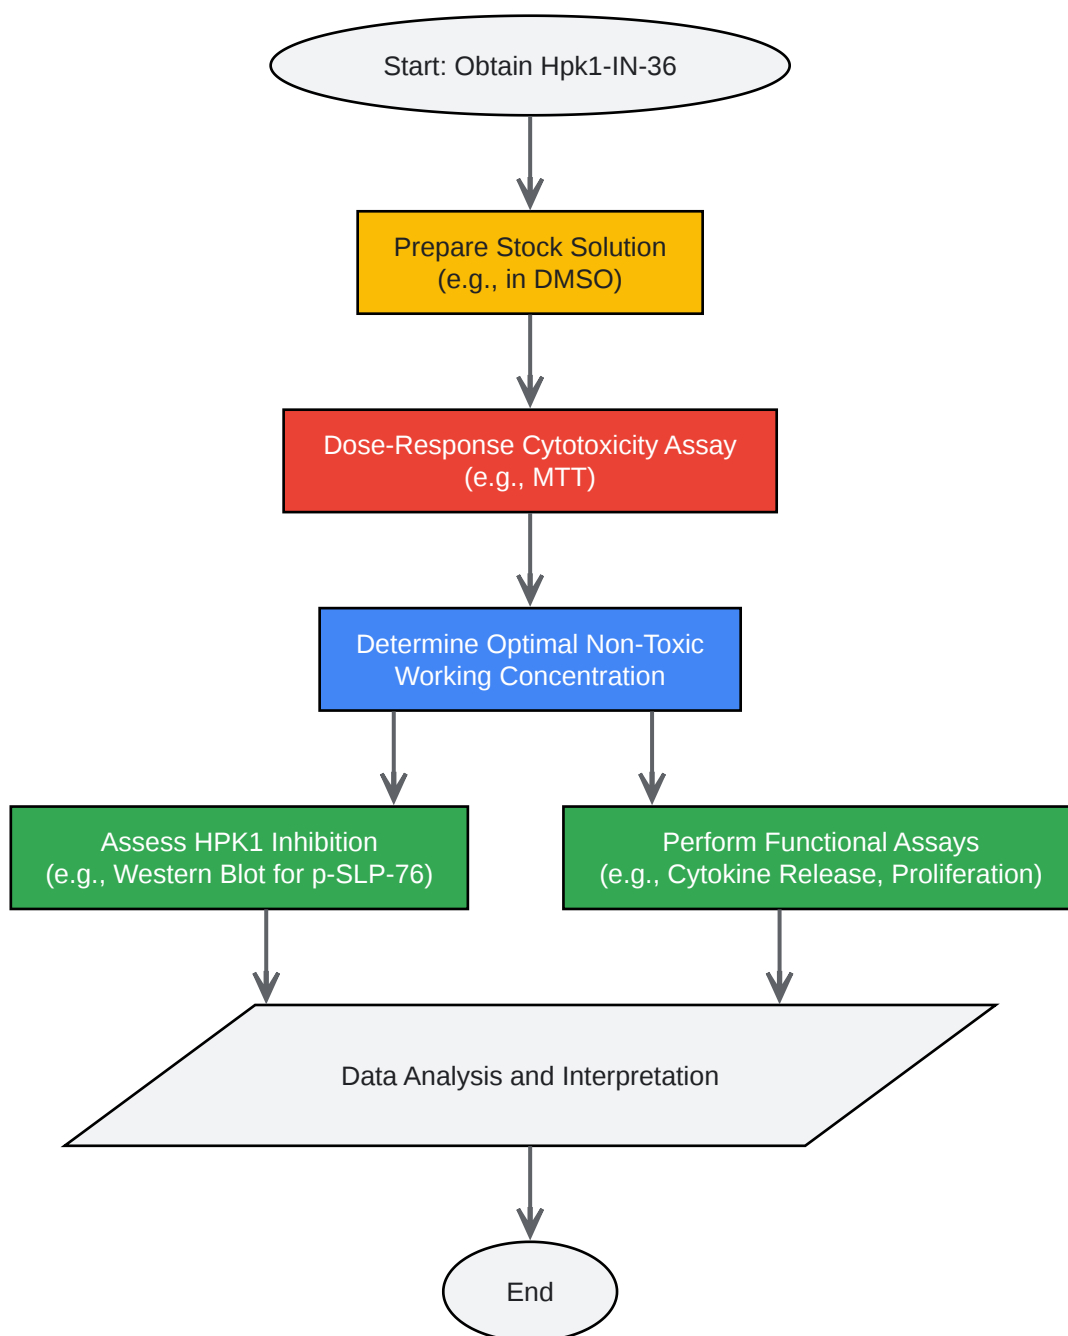 Start: Obtain Hpk1-IN-36
Prepare Stock Solution
(e.g., in DMSO)
Dose-Response Cytotoxicity Assay
(e.g., MTT)
Determine Optimal Non-Toxic
Working Concentration
Assess HPK1 Inhibition
(e.g., Western Blot for p-SLP-76)
Perform Functional Assays
(e.g., Cytokine Release, Proliferation)
Data Analysis and Interpretation
End